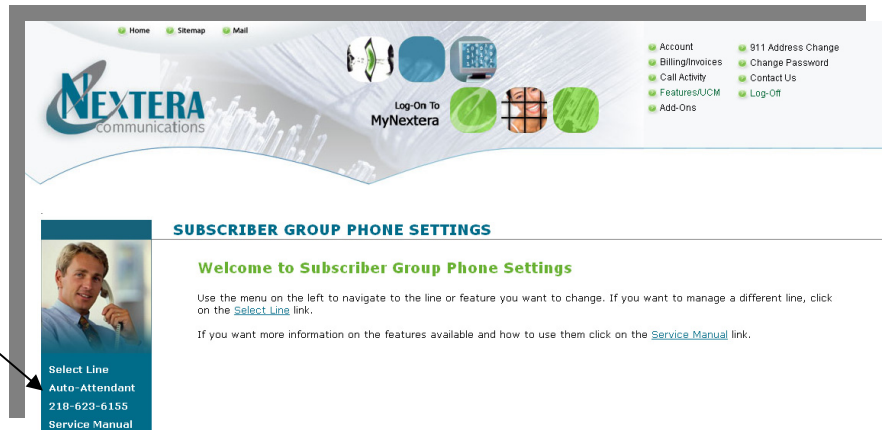 Home Sitemap Mail
Account
Billing/Invoices
Call Activity
Features/UCM
Add-Ons
911 Address Change
Change Password
Contact Us
Log-Off
NEXTERA
communications
Log-On To
MyNextera
SUBSCRIBER GROUP PHONE SETTINGS
Welcome to Subscriber Group Phone Settings
Use the menu on the left to navigate to the line or feature you want to change. If you want to manage a different line, click
on the Select Line link.
If you want more information on the features available and how to use them click on the Service Manual link.
Select Line
Auto-Attendant
218-623-6155
Service Manual